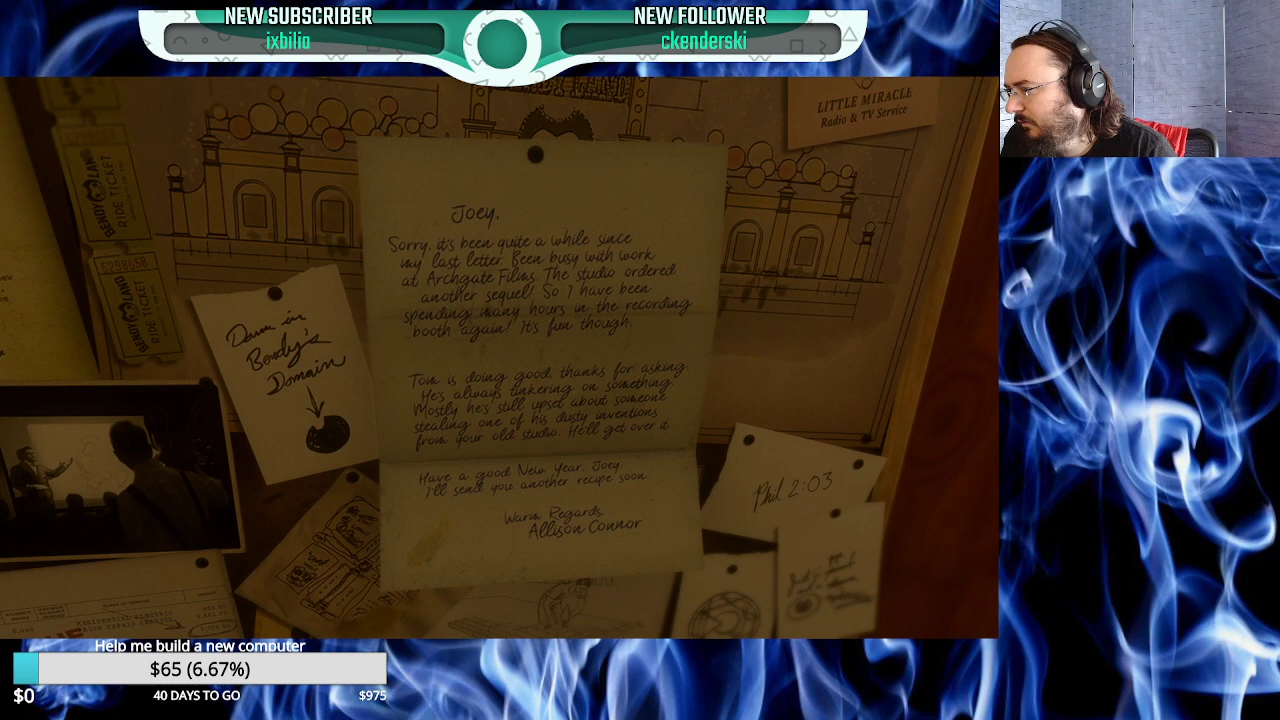 NEW SUBSCRIBER
ixbilio
NEW FOLLOWER
ckenderski
LITTLE MIRACLE
Radio & TV Service
BENDY LAND
RIDE TICKET
5298568
BENDY LAND
RIDE TICKET
Down in
Bendy's
Domain
Joey,
Sorry, it's been quite a while since
my last letter. Been busy with work
at Archgate Films. The studio ordered
another sequel! So I have been
spending many hours in the recording
booth again! It's fun though.
Tom is doing good, thanks for asking.
He's always tinkering on something.
Mostly he's still upset about someone
stealing one of his dusty inventions
from your old studio. He'll get over it.
Have a good New Year, Joey.
I'll send you another recipe soon.
Warm Regards,
Allison Connor
Phil 2:03
Help me build a new computer
$65 (6.67%)
$0
40 DAYS TO GO
$975